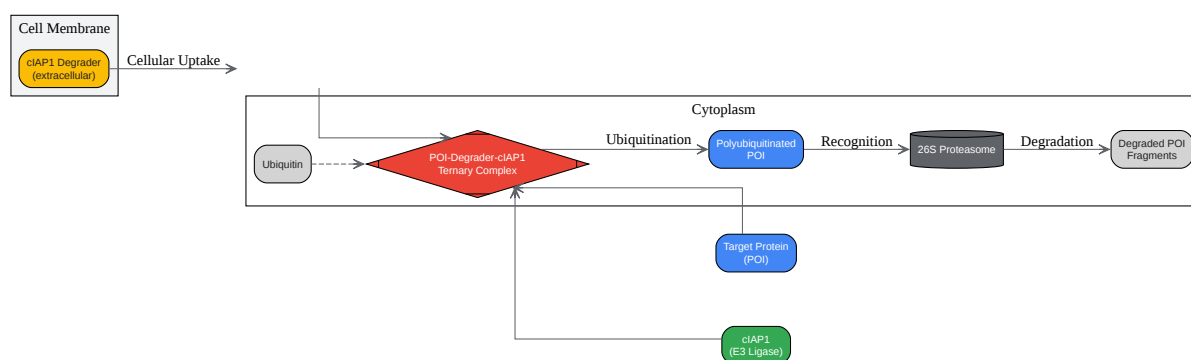 Cell Membrane
cIAP1 Degrader
(extracellular)
Cellular Uptake
Cytoplasm
Ubiquitin
POI-Degrader-cIAP1
Ternary Complex
Ubiquitination
Polyubiquitinated
POI
Recognition
26S Proteasome
Degradation
Degraded POI
Fragments
Target Protein
(POI)
cIAP1
(E3 Ligase)